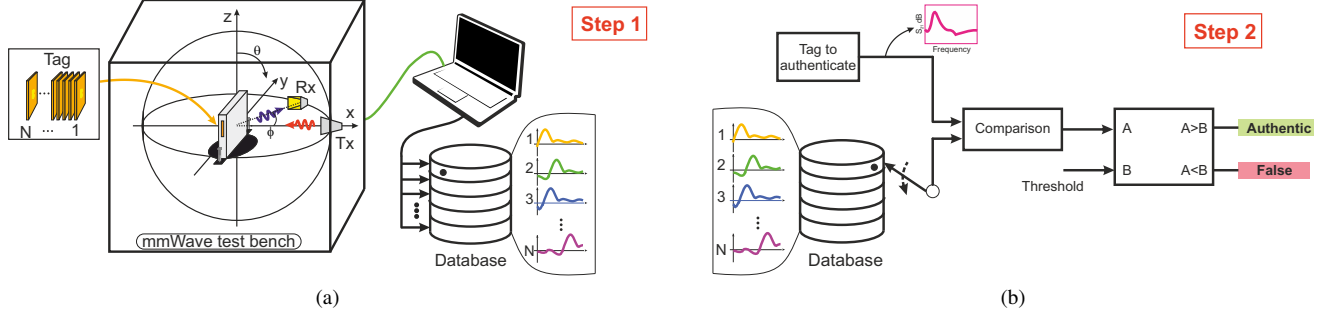 Step 1
Tag
N ... ... 1
z
θ
y
Rx
x
ϕ
Tx
mmWave test bench
1
2
3
N
Database
(a)
Step 2
Tag to
authenticate
S, dB
Frequency
1
2
3
N
Database
Comparison
Threshold
A
B
A>B
A<B
Authentic
False
(b)